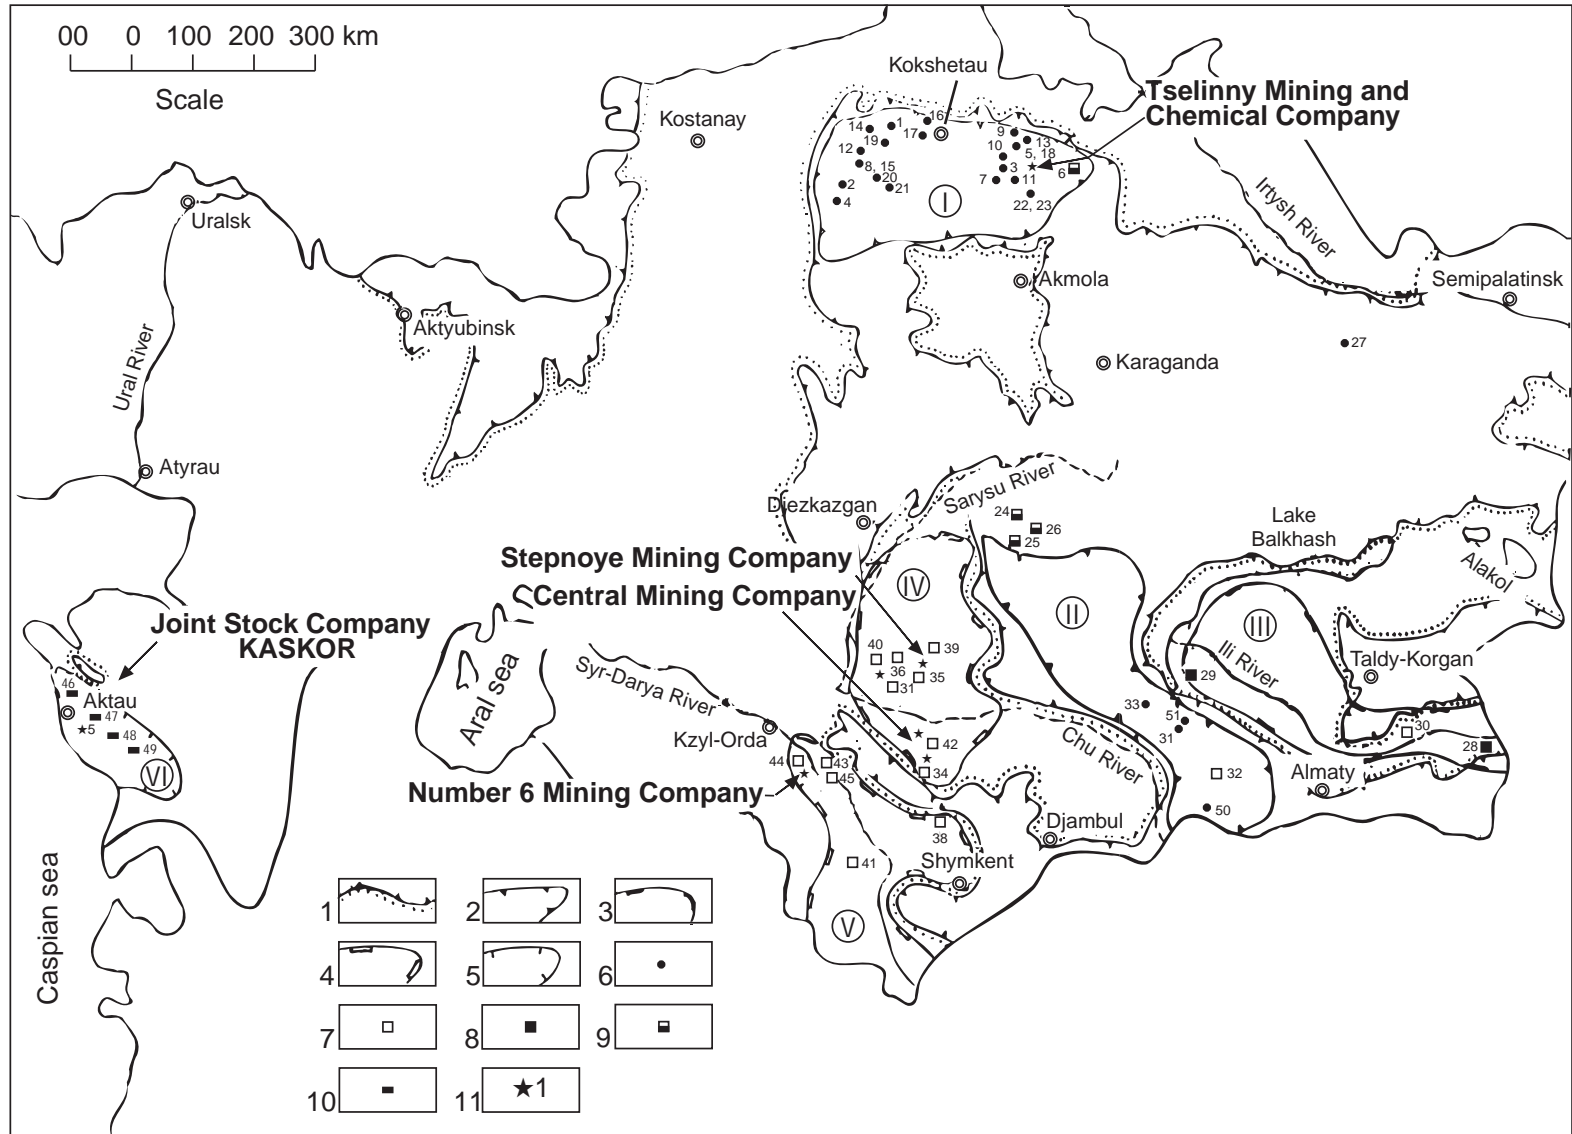 00 0 100 200 300 km
Scale
Kokshetau
Kostanay
Tselinny Mining and
Chemical Company
16
14
1
17
9
19
13
12
10
5, 18
8, 15
3
6
20
7
11
2
21
4
22, 23
I
Uralsk
Irtysh River
Akmola
Semipalatinsk
Aktyubinsk
27
Karaganda
Ural River
Atyrau
Sarysu River
Djezkazgan
24
26
25
Lake
Balkhash
Alakol
Stepnoye Mining Company
Central Mining Company
IV
II
III
Joint Stock Company
KASKOR
Ili River
Taldy-Korgan
40
39
36
35
31
29
Aral sea
Syr-Darya River
46
Aktau
47
5
48
49
VI
33
51
31
30
28
Kzyl-Orda
42
Chu River
44
43
45
34
32
Almaty
Number 6 Mining Company
50
38
Djambul
41
Shymkent
V
Caspian sea
1
2
3
4
5
6
7
8
9
10
11
1